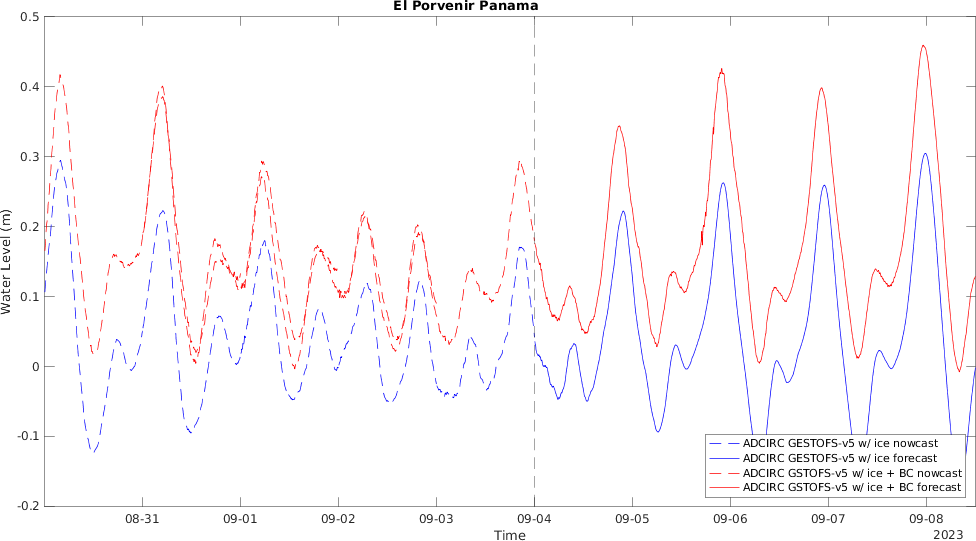 El Porvenir Panama
Water Level (m)
0.5
0.4
0.3
0.2
0.1
0
-0.1
-0.2
ADCIRC GESTOFS-v5 w/ ice nowcast
ADCIRC GESTOFS-v5 w/ ice forecast
ADCIRC GSTOFS-v5 w/ ice + BC nowcast
ADCIRC GSTOFS-v5 w/ ice + BC forecast
08-31 09-01 09-02 09-03 09-04 09-05 09-06 09-07 09-08
Time
2023